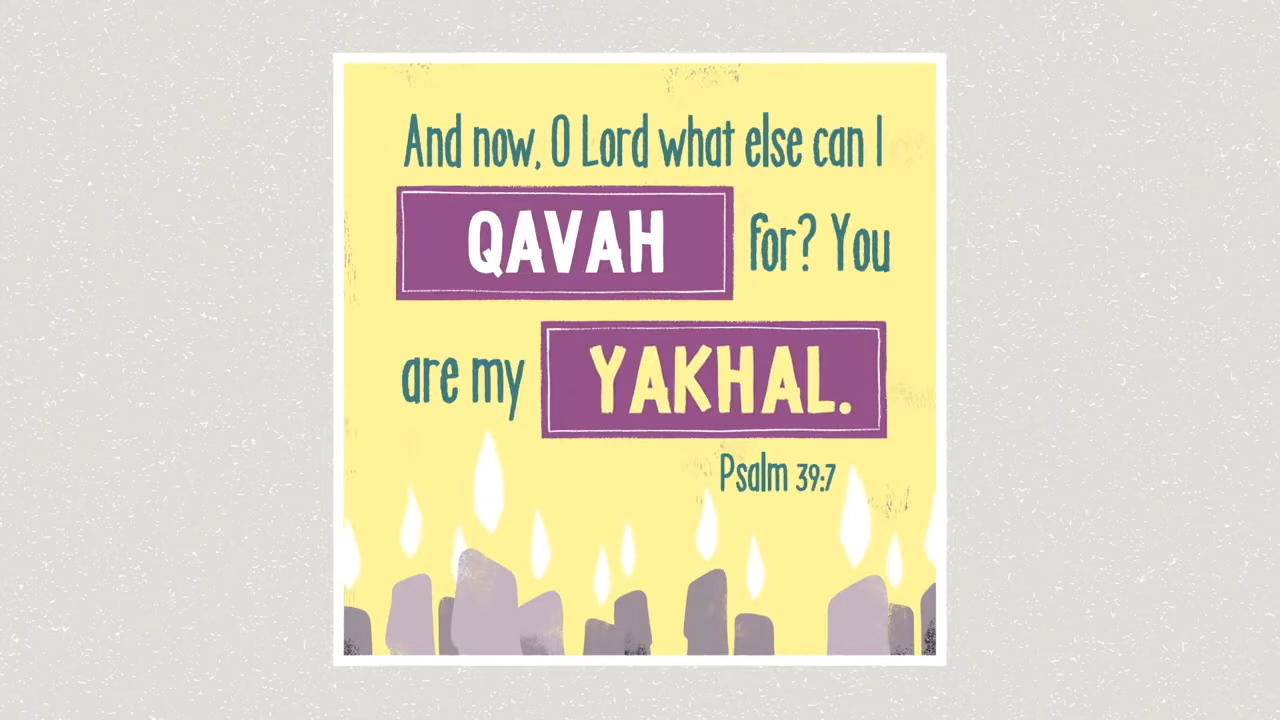 And now, O Lord what else can I
QAVAH for? You
are my YAKHAL.
Psalm 39:7